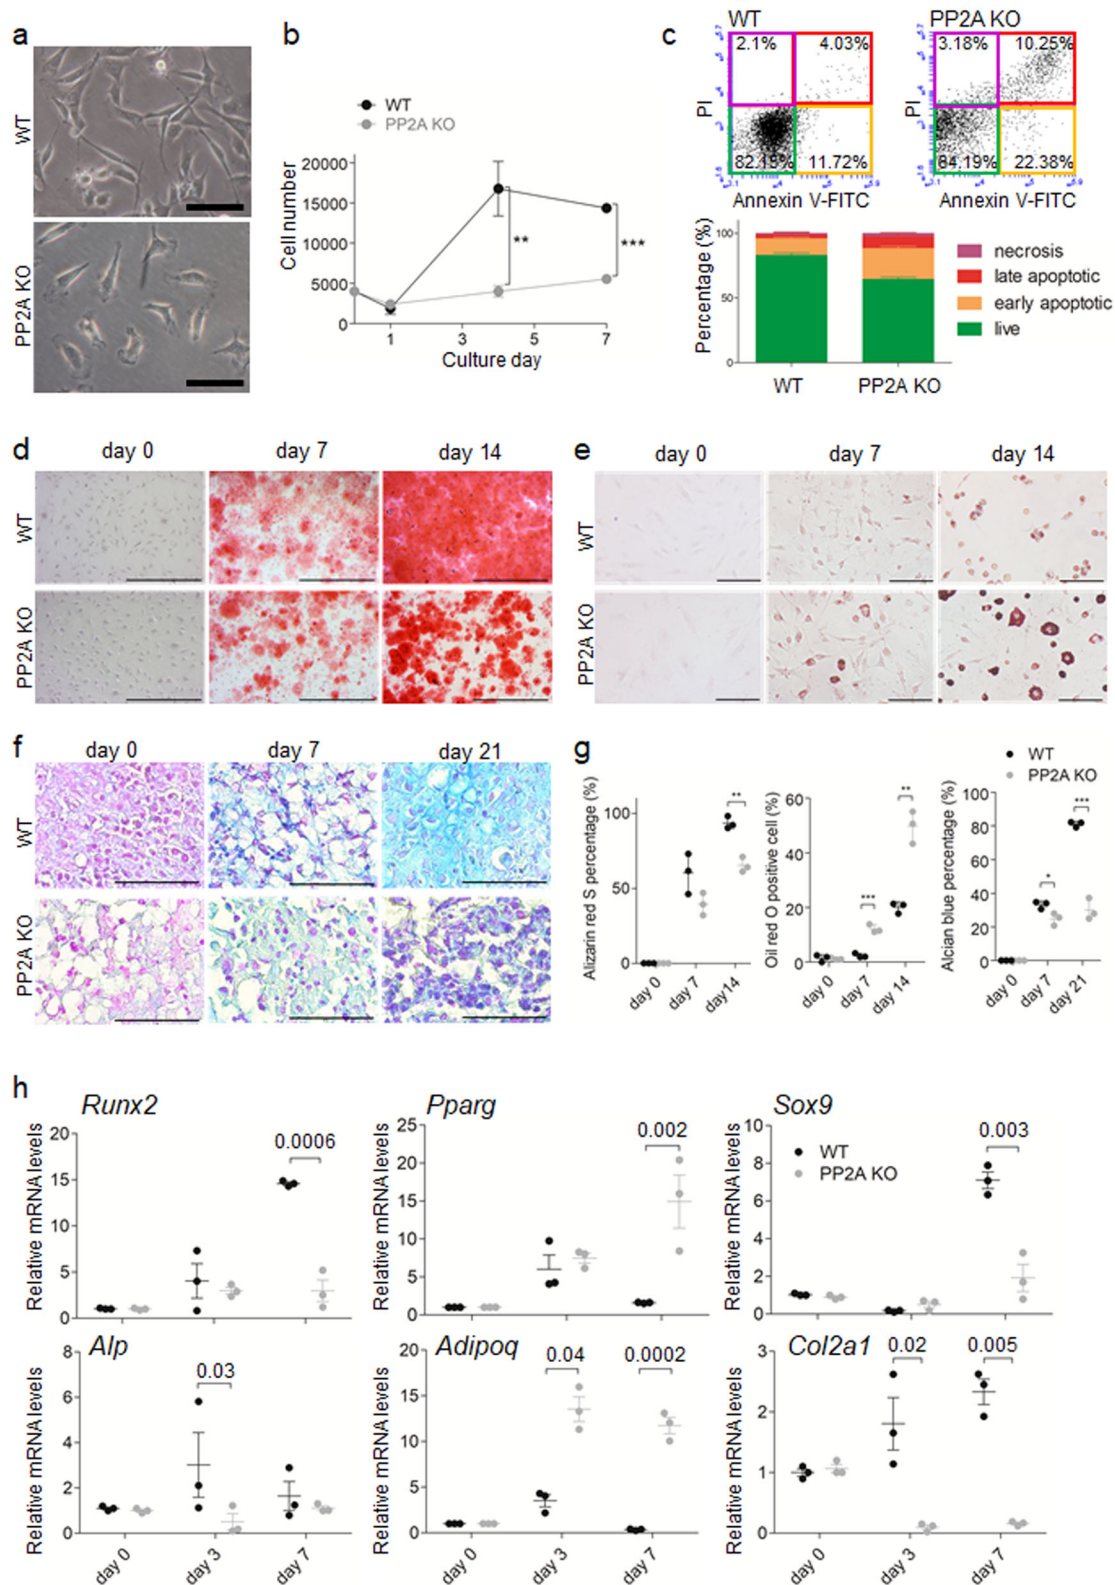 a
WT
PP2A KO
b
WT
PP2A KO
Cell number
20000
15000
10000
5000
0
**
***
1 3 5 7
Culture day
c
WT PP2A KO
2.1% 4.03% 3.18% 10.25%
PI PI
82.15% 11.72% 64.19% 22.38%
Annexin V-FITC Annexin V-FITC
Percentage (%)
100
50
0
WT PP2A KO
necrosis
late apoptotic
early apoptotic
live
d
day 0 day 7 day 14
WT
PP2A KO
e
day 0 day 7 day 14
WT
PP2A KO
f
day 0 day 7 day 21
WT
PP2A KO
g
WT
PP2A KO
Alizarin red S percentage (%)
100
50
0
**
day 0 day 7 day 14
Oil red O positive cell (%)
60
40
20
0
***
**
day 0 day 7 day 14
Alcian blue percentage (%)
100
80
60
40
20
0
*
***
day 0 day 7 day 21
h
Runx2
Relative mRNA levels
20
15
10
5
0
0.0006
Pparg
Relative mRNA levels
25
20
15
10
5
0
0.002
Sox9
Relative mRNA levels
10
8
6
4
2
0
WT
PP2A KO
0.003
Alp
Relative mRNA levels
8
6
4
2
0
0.03
day 0 day 3 day 7
Adipoq
Relative mRNA levels
20
15
10
5
0
0.04 0.0002
day 0 day 3 day 7
Col2a1
Relative mRNA levels
3
2
1
0
0.02 0.005
day 0 day 3 day 7